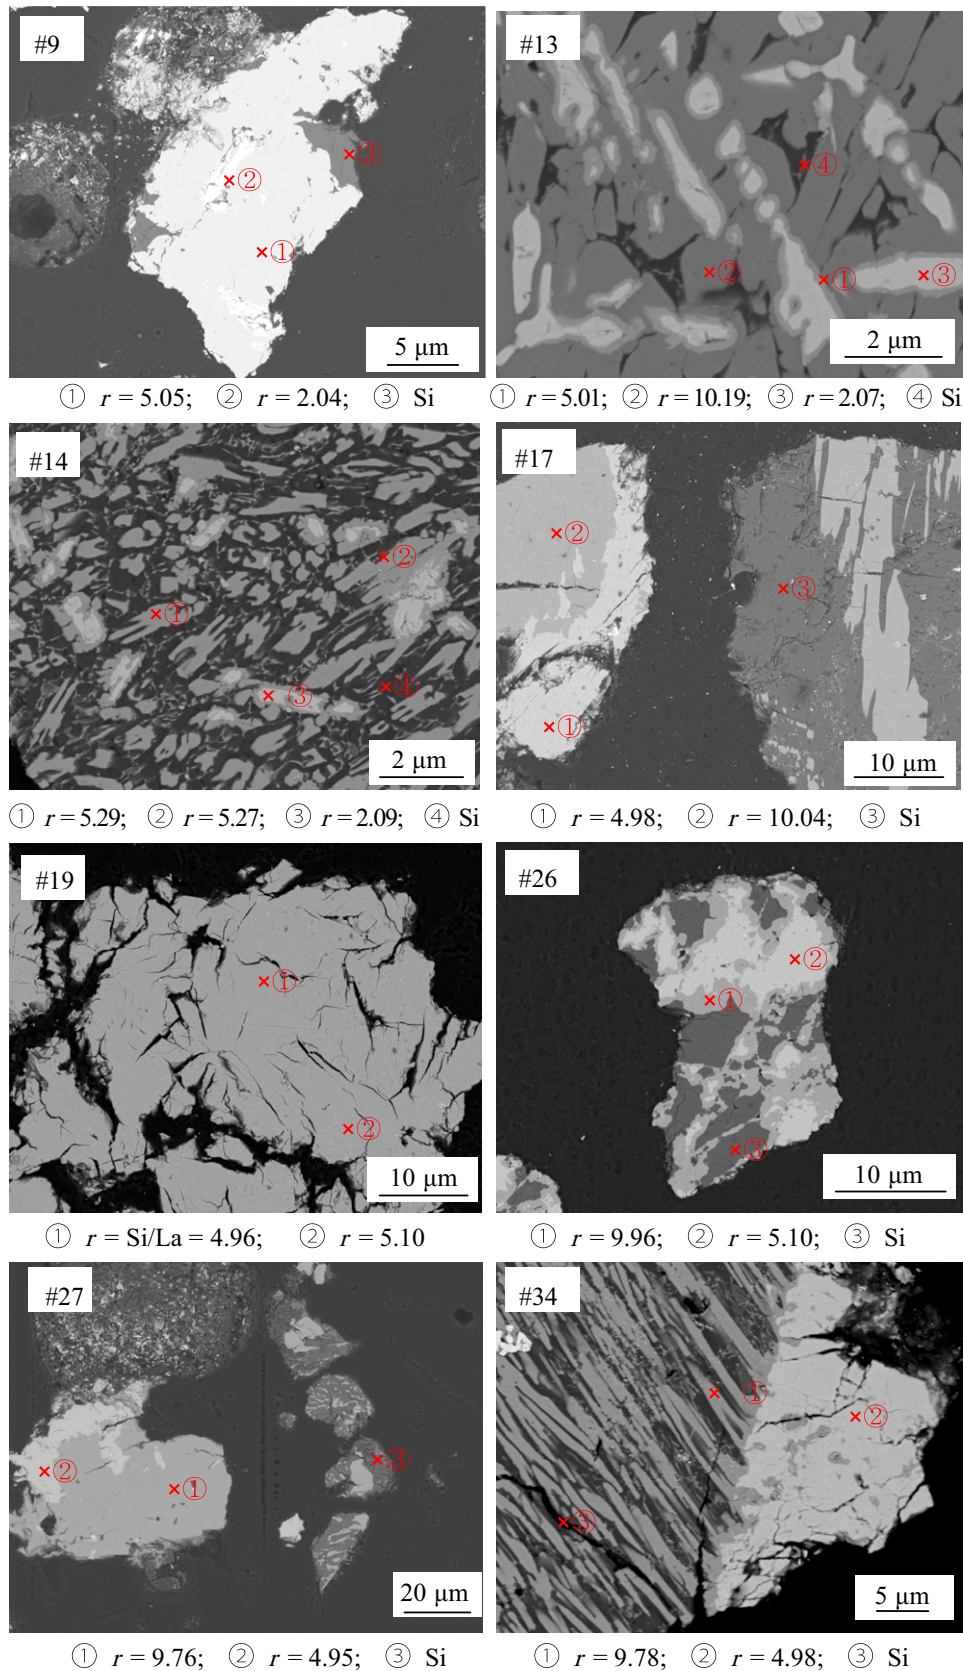 #9
②
③
①
5 μm
① r = 5.05; ② r = 2.04; ③ Si
#13
④
②
①
③
2 μm
① r = 5.01; ② r = 10.19; ③ r = 2.07; ④ Si
#14
②
①
③
④
2 μm
① r = 5.29; ② r = 5.27; ③ r = 2.09; ④ Si
#17
②
③
①
10 μm
① r = 4.98; ② r = 10.04; ③ Si
#19
①
②
10 μm
① r = Si/La = 4.96; ② r = 5.10
#26
②
①
③
10 μm
① r = 9.96; ② r = 5.10; ③ Si
#27
③
②
①
20 μm
① r = 9.76; ② r = 4.95; ③ Si
#34
①
②
③
5 μm
① r = 9.78; ② r = 4.98; ③ Si